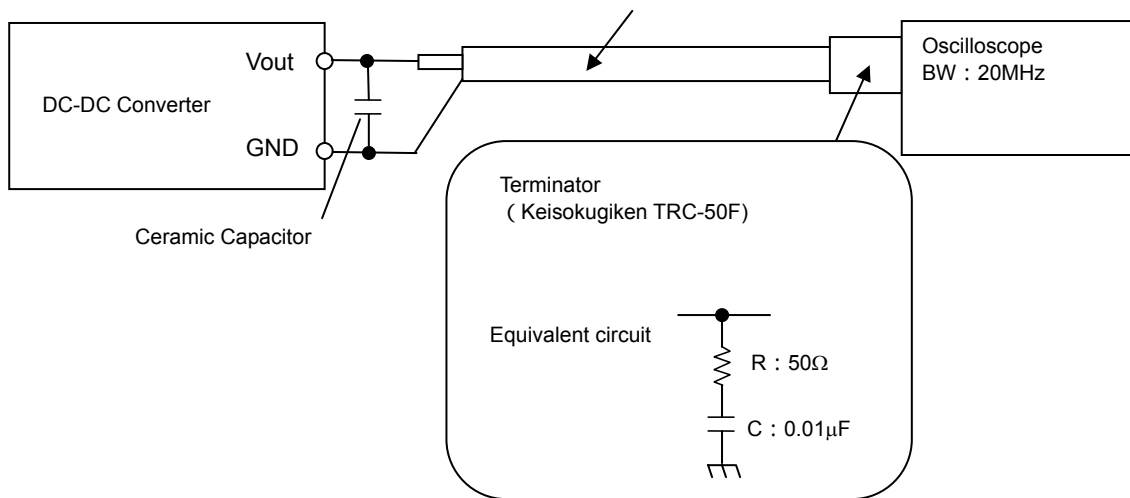 Vout
Oscilloscope
BW：20MHz
DC-DC Converter
GND
Ceramic Capacitor
Terminator
（ Keisokugiken TRC-50F)
Equivalent circuit
R：50Ω
C：0.01μF